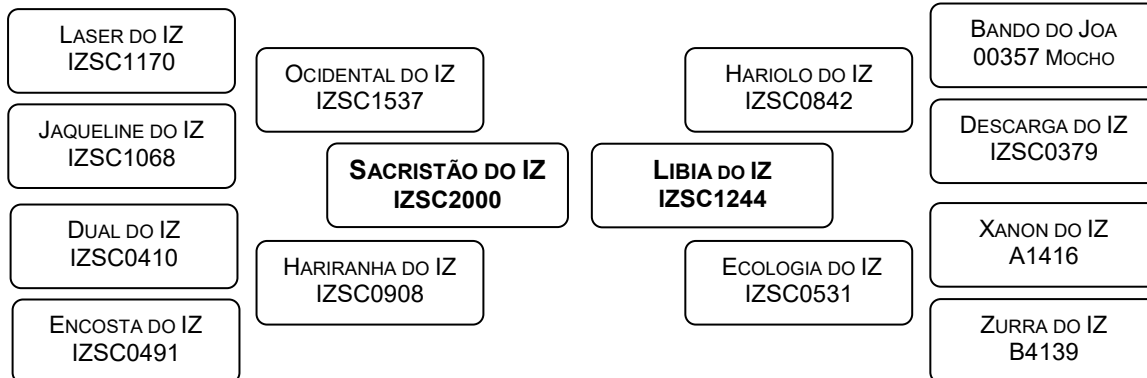 LASER DO IZ
IZSC1170
JAQUELINE DO IZ
IZSC1068
DUAL DO IZ
IZSC0410
ENCOSTA DO IZ
IZSC0491
OCIDENTAL DO IZ
IZSC1537
HARIRANHA DO IZ
IZSC0908
SACRISTÃO DO IZ
IZSC2000
LIBIA DO IZ
IZSC1244
HARIOLO DO IZ
IZSC0842
ECOLOGIA DO IZ
IZSC0531
BANDO DO JOA
00357 MOCHO
DESCARGA DO IZ
IZSC0379
XANON DO IZ
A1416
ZURRA DO IZ
B4139